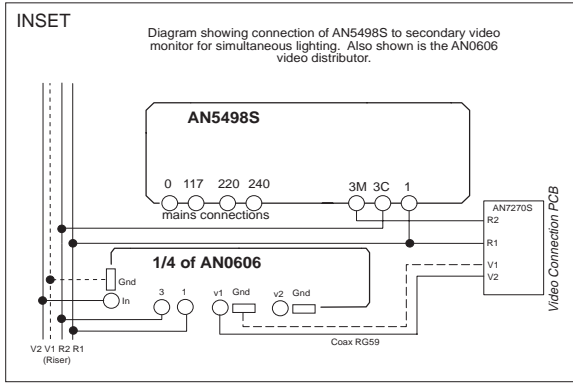 INSET
Diagram showing connection of AN5498S to secondary video
monitor for simultaneous lighting. Also shown is the AN0606
video distributor.
AN5498S
0 117 220 240 3M 3C 1
mains connections
AN7270S
R2
R1
V1
V2
Video Connection PCB
1/4 of AN0606
Gnd
In
3 1 v1 Gnd v2 Gnd
Coax RG59
V2 V1 R2 R1
(Riser)